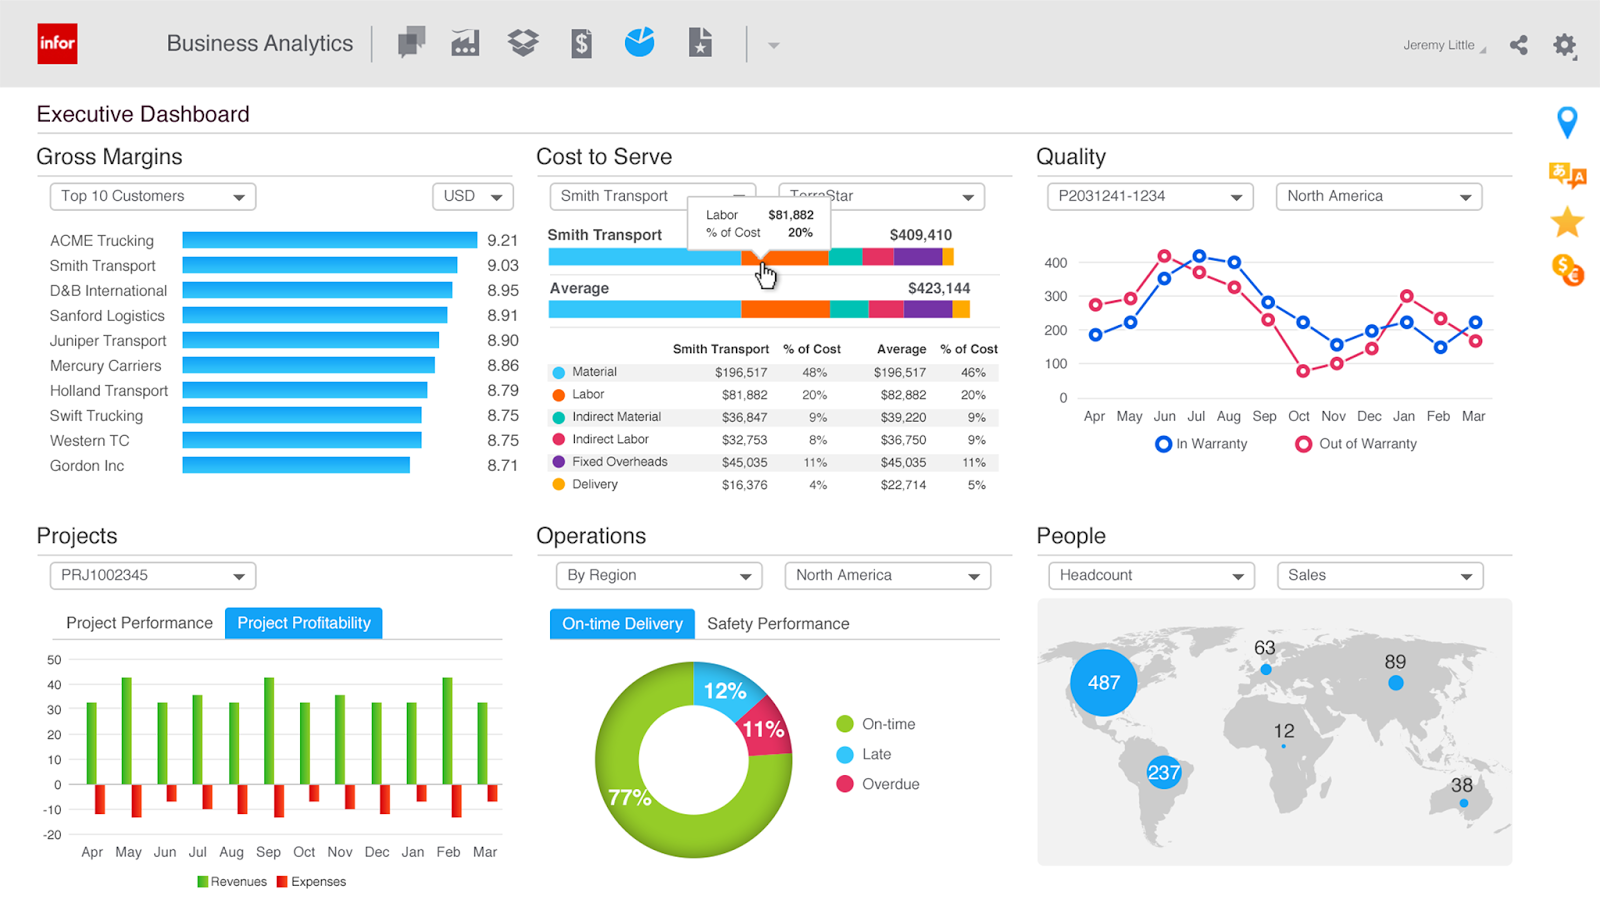 infor
Business Analytics
Jeremy Little
Executive Dashboard
Gross Margins
Top 10 Customers
USD
ACME Trucking 9.21
Smith Transport 9.03
D&B International 8.95
Sanford Logistics 8.91
Juniper Transport 8.90
Mercury Carriers 8.86
Holland Transport 8.79
Swift Trucking 8.75
Western TC 8.75
Gordon Inc 8.71
Cost to Serve
Smith Transport
Labor $81,882
% of Cost 20%
Smith Transport $409,410
Average $423,144
Smith Transport % of Cost Average % of Cost
Material $196,517 48% $196,517 46%
Labor $81,882 20% $82,882 20%
Indirect Material $36,847 9% $39,220 9%
Indirect Labor $32,753 8% $36,750 9%
Fixed Overheads $45,035 11% $45,035 11%
Delivery $16,376 4% $22,714 5%
Quality
P2031241-1234
North America
400
300
200
100
0
Apr May Jun Jul Aug Sep Oct Nov Dec Jan Feb Mar
In Warranty Out of Warranty
Projects
PRJ1002345
Project Performance Project Profitability
50
40
30
20
10
0
-10
-20
Apr May Jun Jul Aug Sep Oct Nov Dec Jan Feb Mar
Revenues Expenses
Operations
By Region
North America
On-time Delivery Safety Performance
12%
11%
77%
On-time
Late
Overdue
People
Headcount
Sales
63
89
487
12
237
38
あ A
$ €